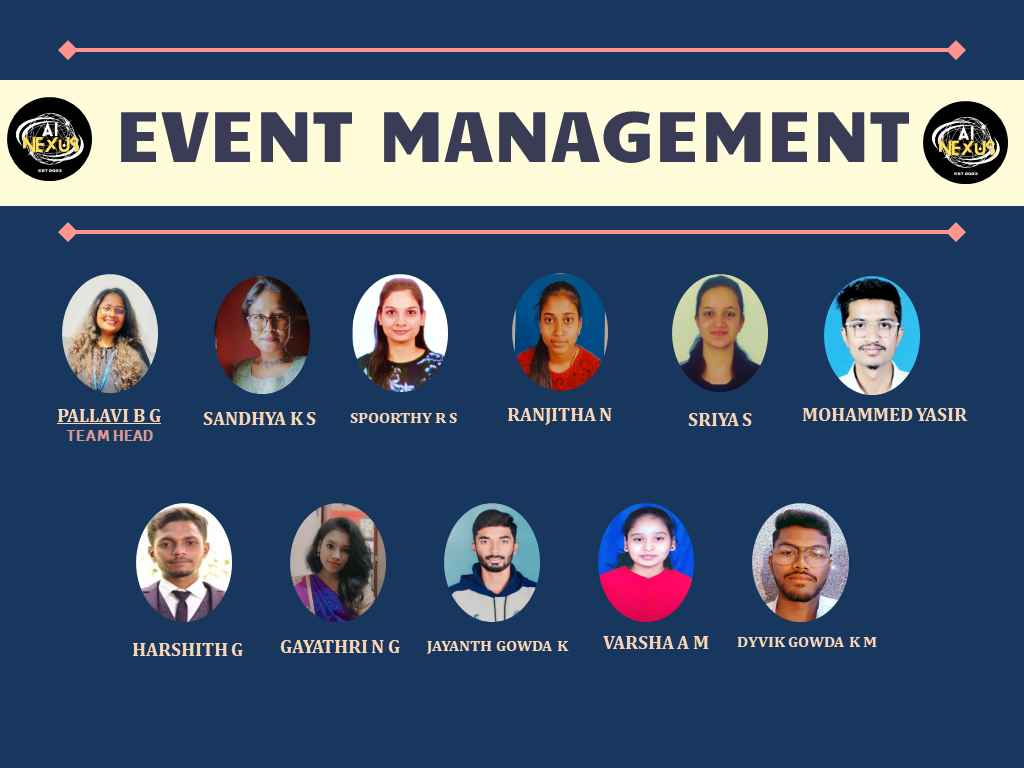 EVENT MANAGEMENT
AI
NEXUS
EST 2023
AI
NEXUS
EST 2023
PALLAVI B G
TEAM HEAD
SANDHYA K S
SPOORTHY R S
RANJITHA N
SRIYA S
MOHAMMED YASIR
HARSHITH G
GAYATHRI N G
JAYANTH GOWDA K
VARSHA A M
DYVIK GOWDA K M